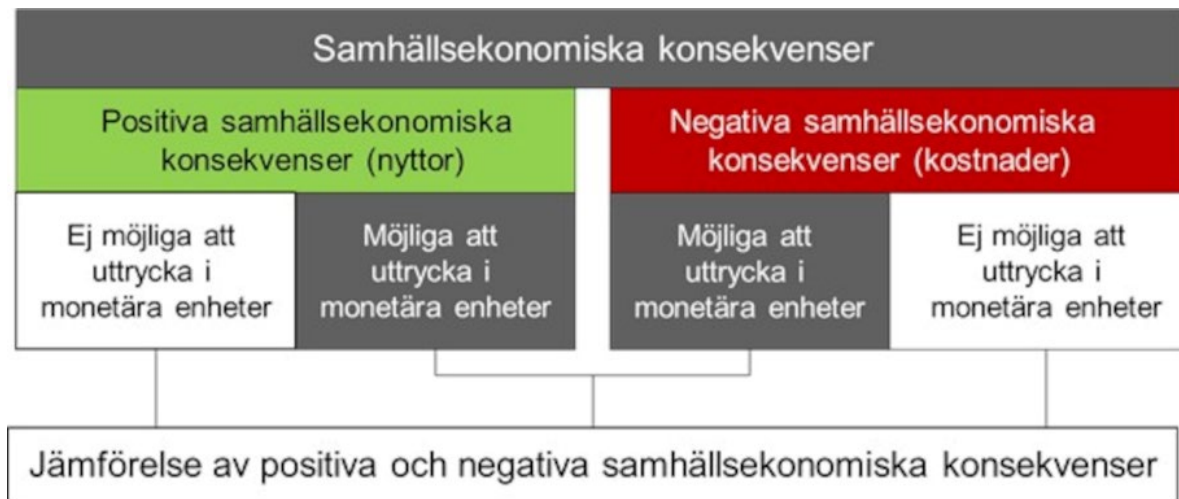 Samhällsekonomiska konsekvenser
Positiva samhällsekonomiska
konsekvenser (nyttor)
Negativa samhällsekonomiska
konsekvenser (kostnader)
Ej möjliga att
uttrycka i
monetära enheter
Möjliga att
uttrycka i
monetära enheter
Möjliga att
uttrycka i
monetära enheter
Ej möjliga att
uttrycka i
monetära enheter
Jämförelse av positiva och negativa samhällsekonomiska konsekvenser